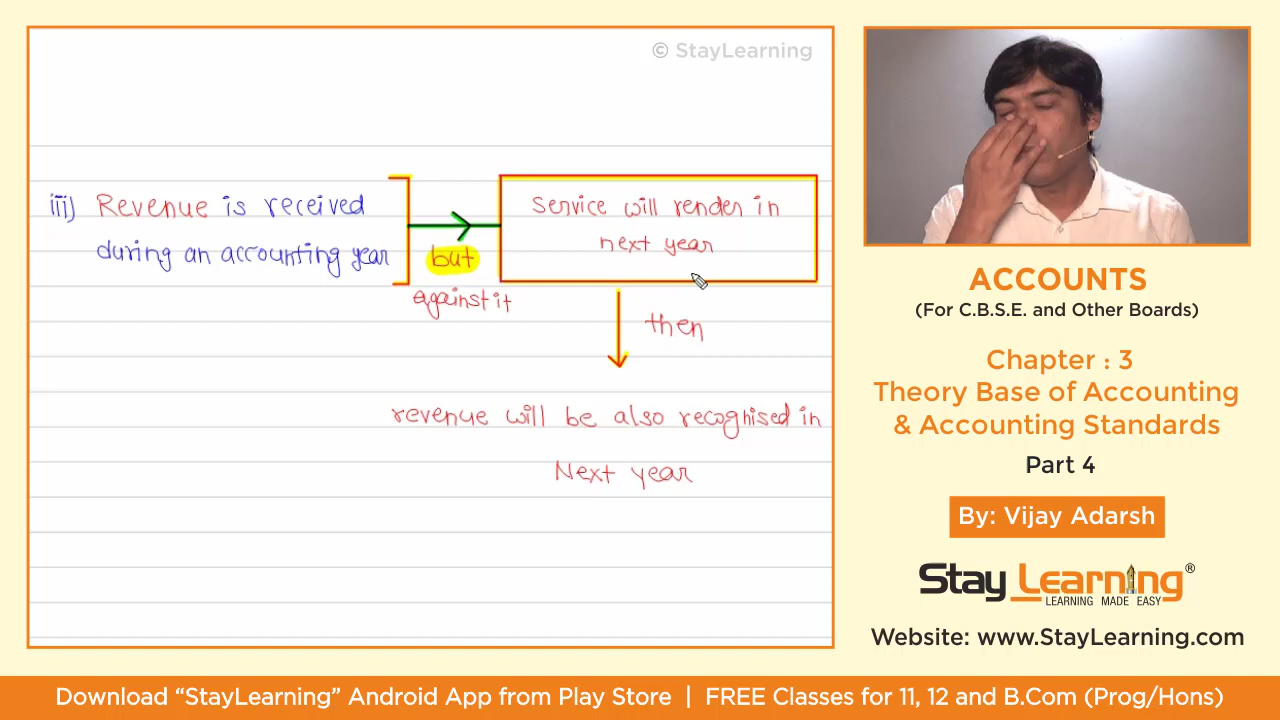 © StayLearning
iii) Revenue is received
during an accounting year
but
against it
Service will render in
next year
then
revenue will be also recognised in
Next year
ACCOUNTS
(For C.B.S.E. and Other Boards)
Chapter : 3
Theory Base of Accounting
& Accounting Standards
Part 4
By: Vijay Adarsh
Stay Learning®
LEARNING MADE EASY
Website: www.StayLearning.com
Download “StayLearning” Android App from Play Store | FREE Classes for 11, 12 and B.Com (Prog/Hons)